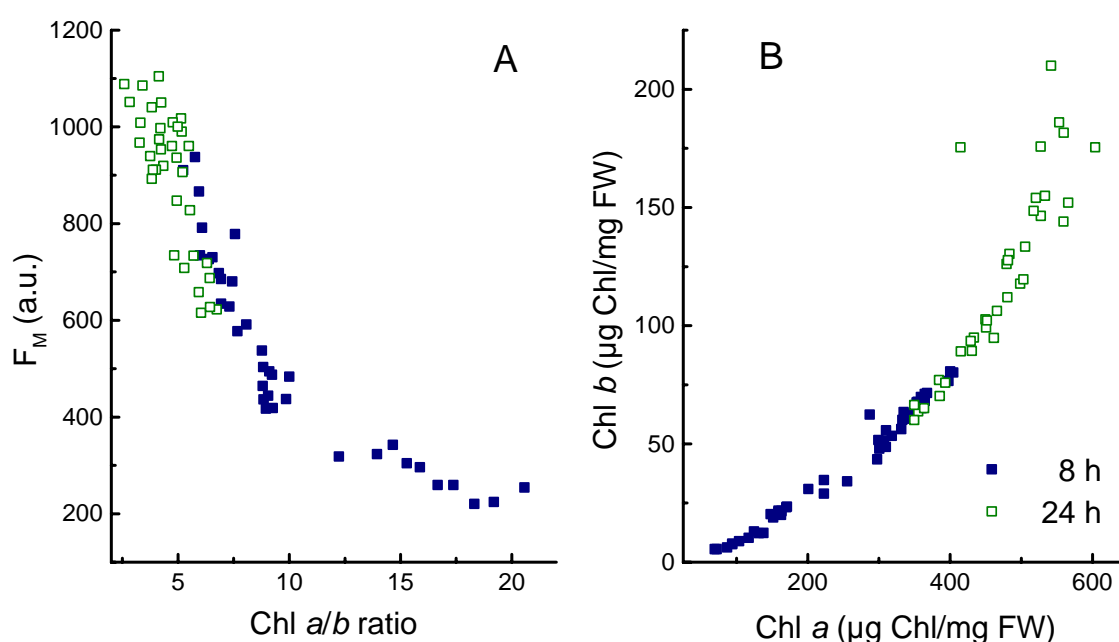 A
1200
1000
800
600
400
200
5
10
15
20
F_M (a.u.)
Chl a/b ratio
B
200
150
100
50
0
200
400
600
Chl b (µg Chl/mg FW)
Chl a (µg Chl/mg FW)
8 h
24 h